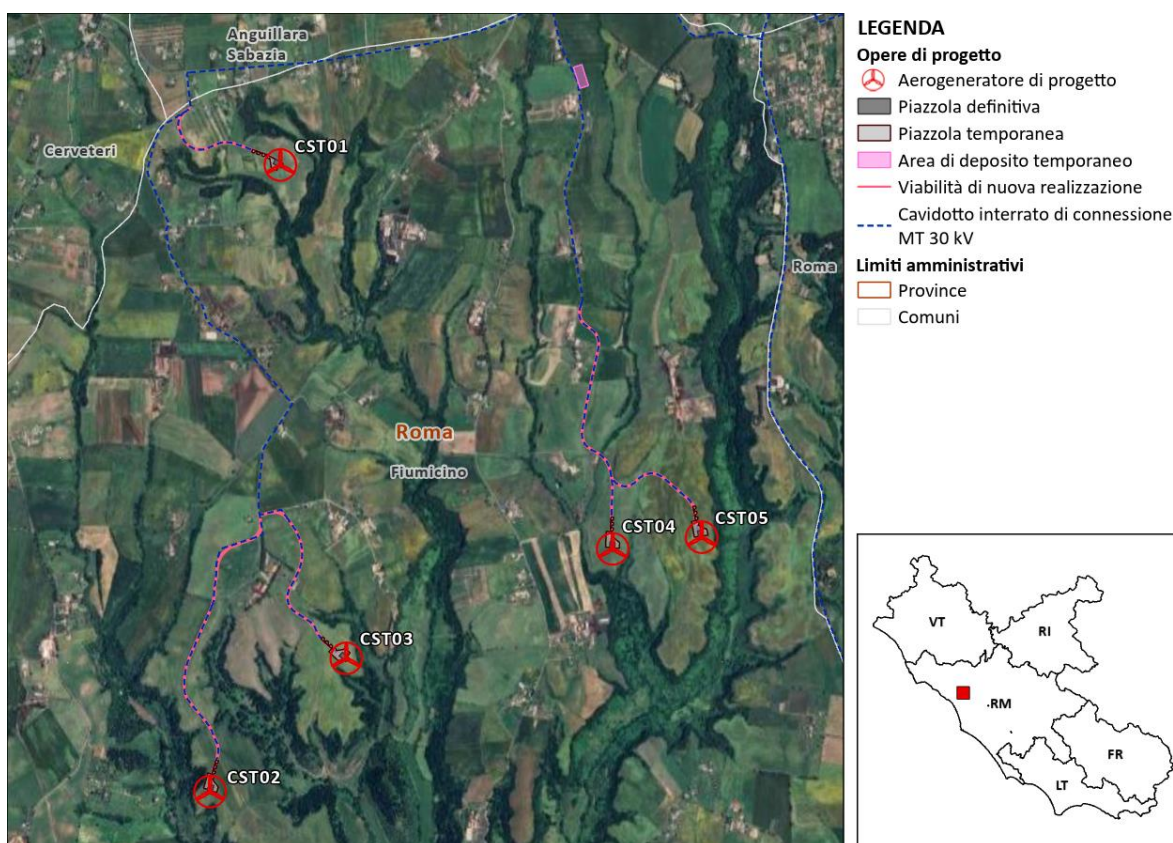 Anguillara
Sabazia
Cerveteri
CST01
Roma
Roma
Fiumicino
CST04
CST05
CST03
CST02
LEGENDA
Opere di progetto
Aerogeneratore di progetto
Piazzola definitiva
Piazzola temporanea
Area di deposito temporaneo
Viabilità di nuova realizzazione
Cavidotto interrato di connessione
MT 30 kV
Limiti amministrativi
Province
Comuni
VT
RI
RM
FR
LT